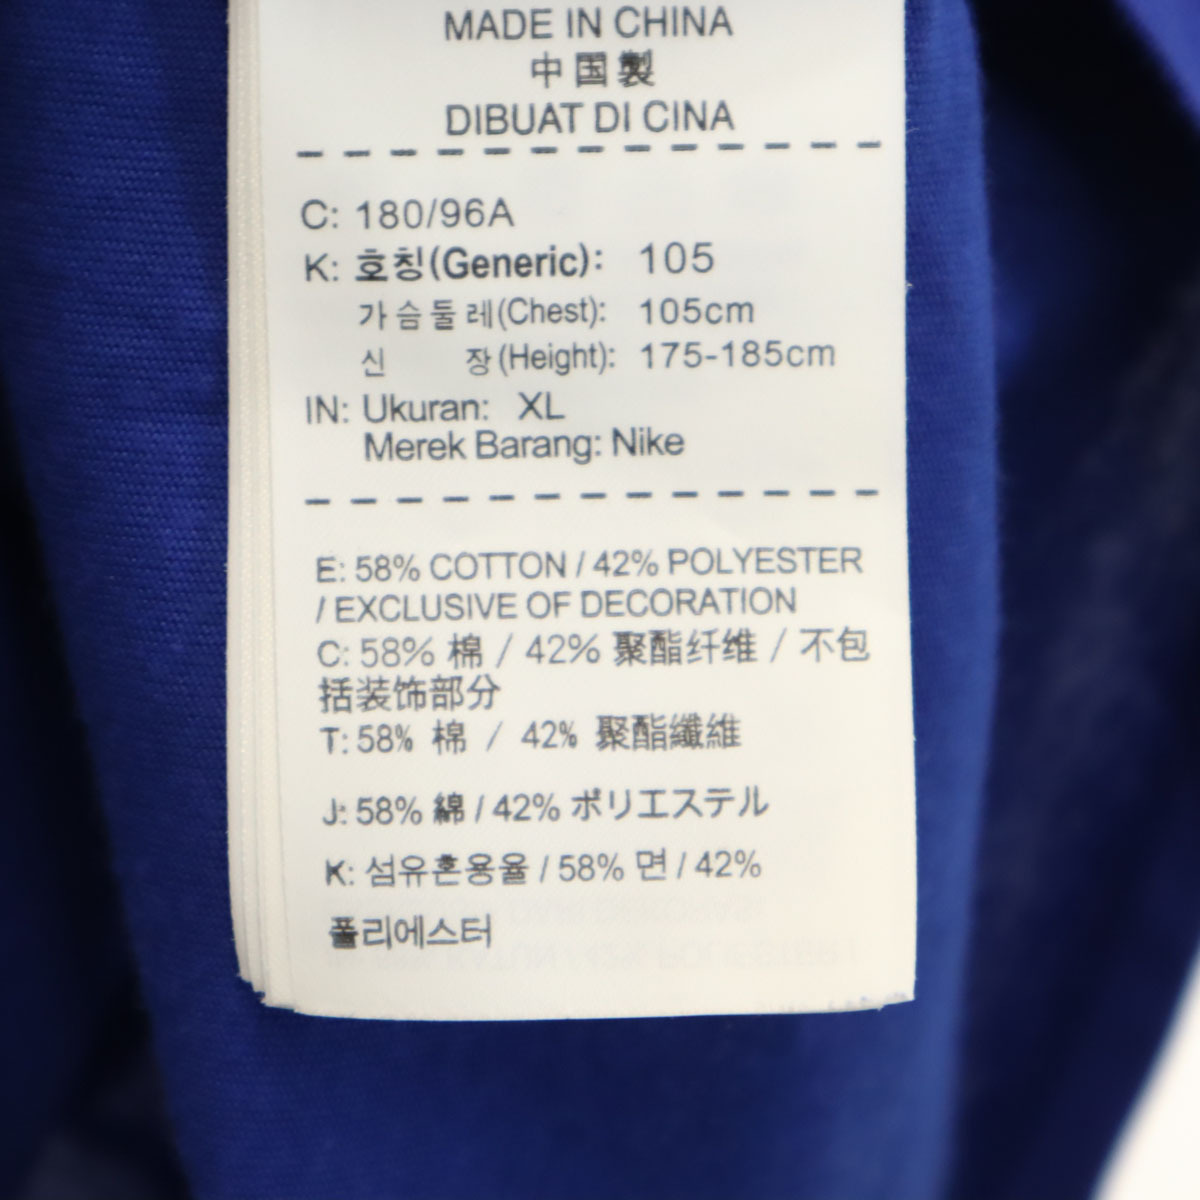 MADE IN CHINA
中国製
DIBUAT DI CINA
C: 180/96A
K: 호칭(Generic): 105
가슴둘레(Chest): 105cm
신 장(Height): 175-185cm
IN: Ukuran: XL
Merek Barang: Nike
E: 58% COTTON / 42% POLYESTER
/ EXCLUSIVE OF DECORATION
C: 58% 棉 / 42% 聚酯纤维 / 不包
括装饰部分
T: 58% 棉 / 42% 聚酯纖維
J: 58% 綿 / 42% ポリエステル
K: 섬유혼용율 / 58% 면 / 42%
폴리에스터